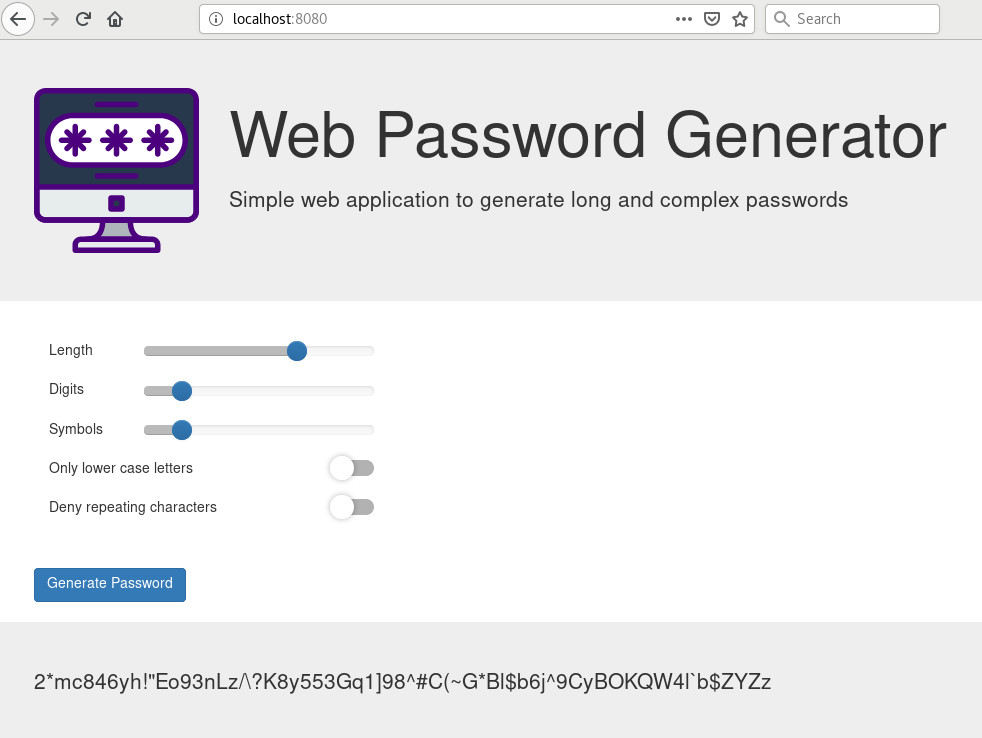 localhost:8080
Search
Web Password Generator
Simple web application to generate long and complex passwords
Length
Digits
Symbols
Only lower case letters
Deny repeating characters
Generate Password
2*mc846yh!"Eo93nLz/\?K8y553Gq1]98^#C(~G*Bl$b6j^9CyBOKQW4l`b$ZYZz